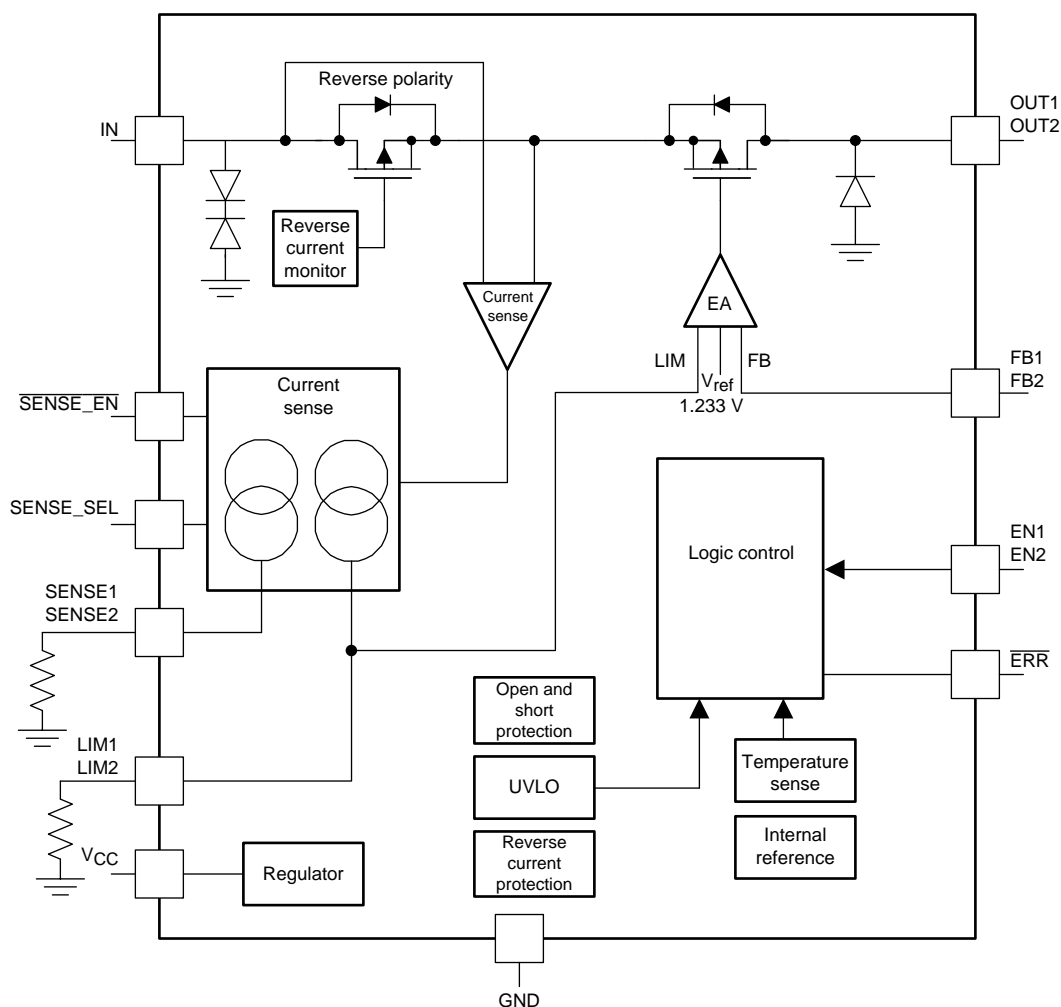 Reverse polarity
IN
OUT1
OUT2
Reverse
current
monitor
Current
sense
EA
LIM
FB
Vref
1.233 V
FB1
FB2
Current
sense
SENSE_EN
SENSE_SEL
Logic control
EN1
EN2
SENSE1
SENSE2
ERR
Open and
short
protection
LIM1
LIM2
UVLO
Temperature
sense
Reverse
current
protection
Internal
reference
VCC
Regulator
GND